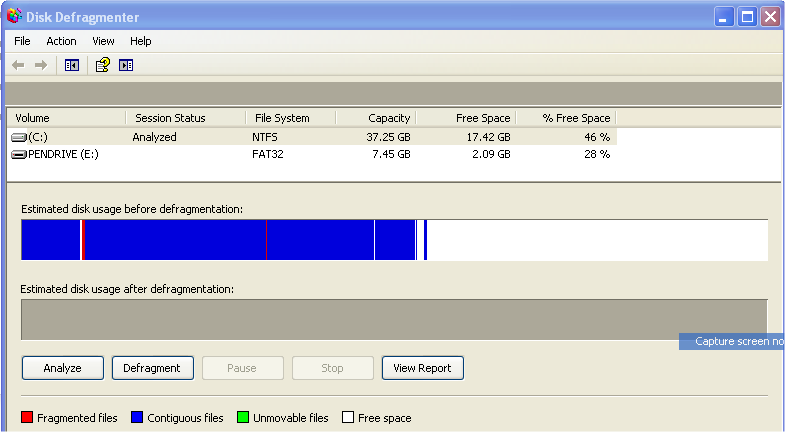 Disk Defragmenter
File Action View Help
Volume Session Status File System Capacity Free Space % Free Space
(C:) Analyzed NTFS 37.25 GB 17.42 GB 46 %
PENDRIVE (E:) FAT32 7.45 GB 2.09 GB 28 %
Estimated disk usage before defragmentation:
Estimated disk usage after defragmentation:
Capture screen no
Analyze Defragment Pause Stop View Report
Fragmented files Contiguous files Unmovable files Free space